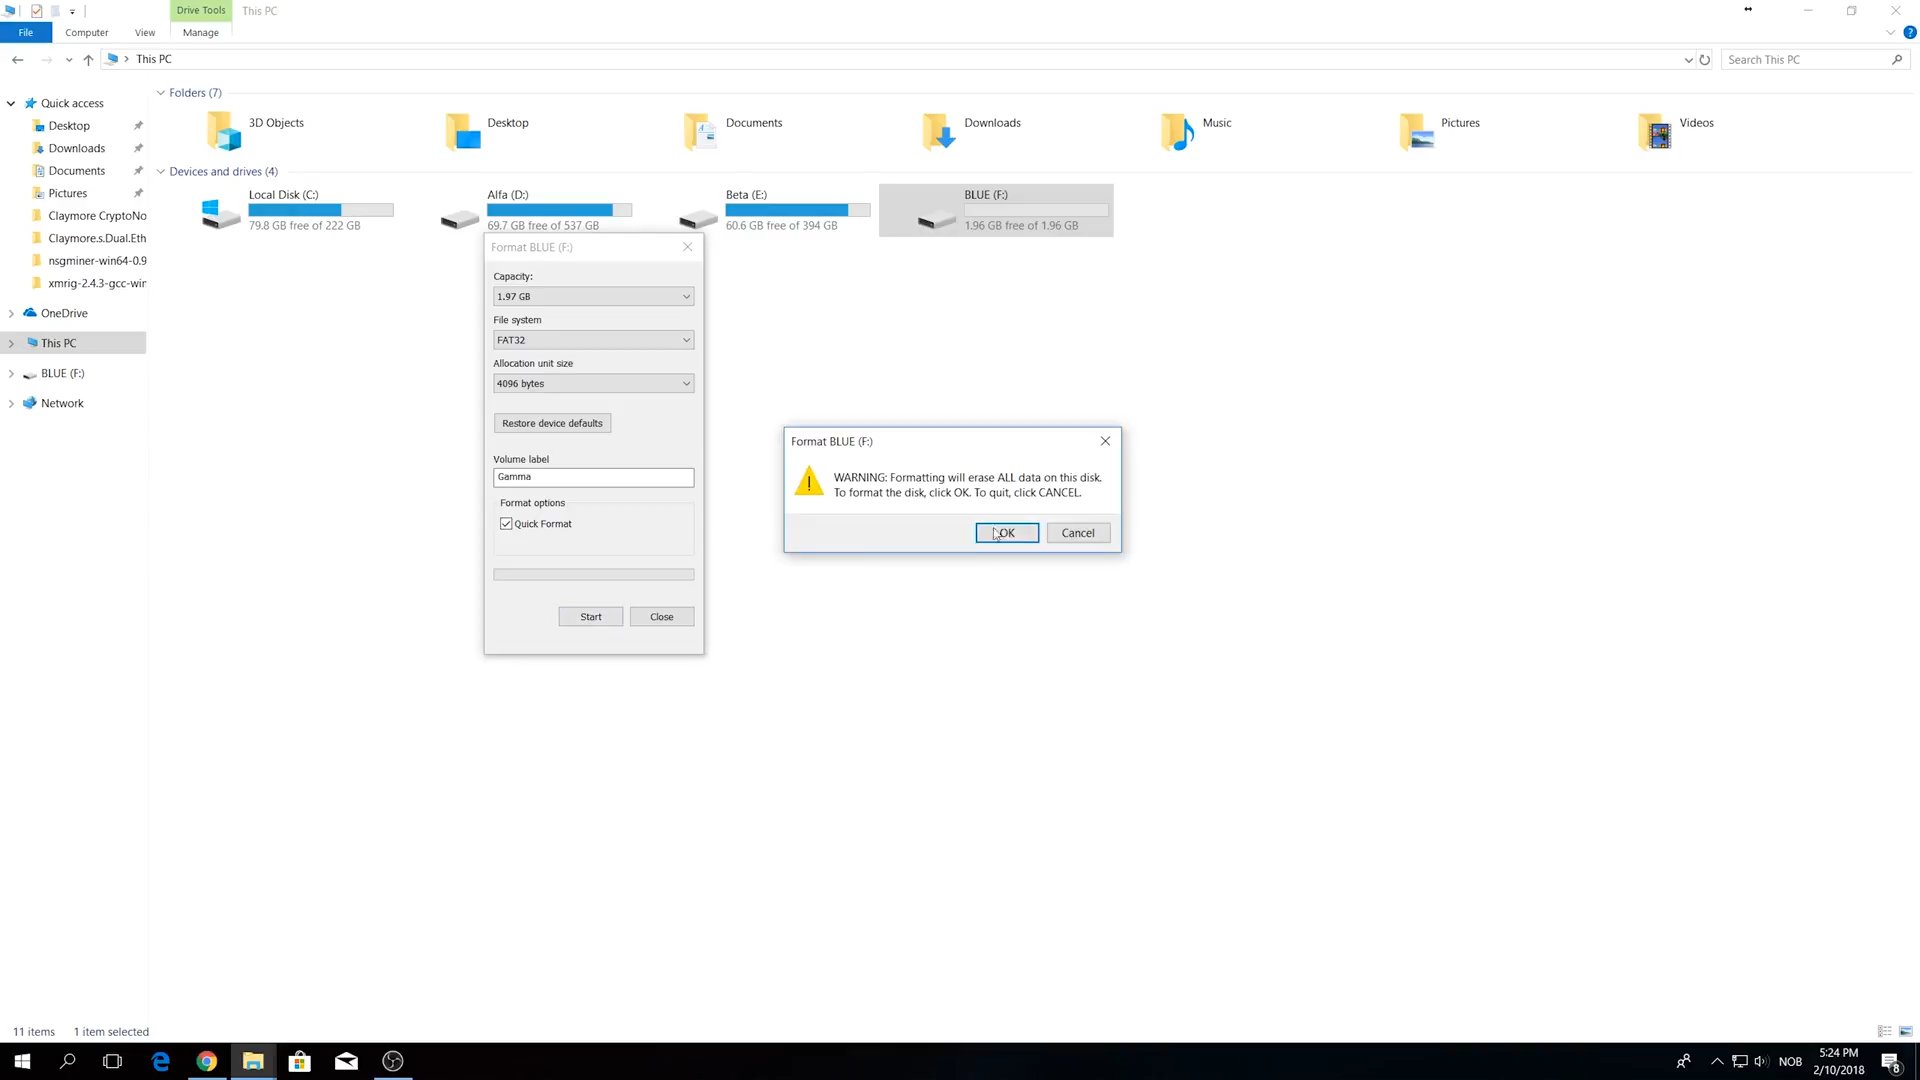 Drive Tools
This PC
File
Computer
View
Manage
This PC
Search This PC
Quick access
Desktop
Downloads
Documents
Pictures
Claymore CryptoNo
Claymore.s.Dual.Eth
nsgminer-win64-0.9
xmrig-2.4.3-gcc-win
OneDrive
This PC
BLUE (F:)
Network
Folders (7)
3D Objects
Desktop
Documents
Downloads
Music
Pictures
Videos
Devices and drives (4)
Local Disk (C:)
79.8 GB free of 222 GB
Alfa (D:)
69.7 GB free of 537 GB
Beta (E:)
60.6 GB free of 394 GB
BLUE (F:)
1.96 GB free of 1.96 GB
Format BLUE (F:)
Capacity:
1.97 GB
File system
FAT32
Allocation unit size
4096 bytes
Restore device defaults
Volume label
Gamma
Format options
Quick Format
Start
Close
Format BLUE (F:)
WARNING: Formatting will erase ALL data on this disk.
To format the disk, click OK. To quit, click CANCEL.
OK
Cancel
11 items
1 item selected
NOB
5:24 PM
2/10/2018
8